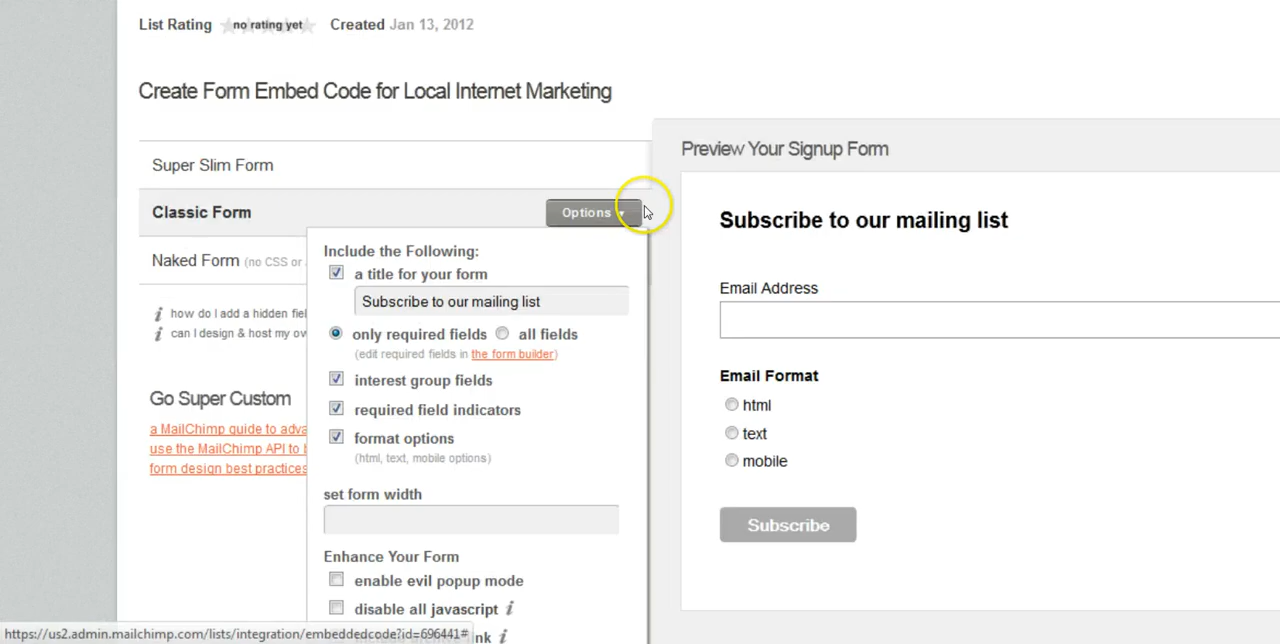 List Rating no rating yet Created Jan 13, 2012
Create Form Embed Code for Local Internet Marketing
Super Slim Form
Classic Form
Options
Naked Form (no CSS or
how do I add a hidden fiel
can I design & host my ov
Go Super Custom
a MailChimp guide to adva
use the MailChimp API to b
form design best practices
Include the Following:
a title for your form
Subscribe to our mailing list
only required fields all fields
(edit required fields in the form builder)
interest group fields
required field indicators
format options
(html, text, mobile options)
set form width
Enhance Your Form
enable evil popup mode
disable all javascript
nk
Preview Your Signup Form
Subscribe to our mailing list
Email Address
Email Format
html
text
mobile
Subscribe
https://us2.admin.mailchimp.com/lists/integration/embeddedcode?id=696441#